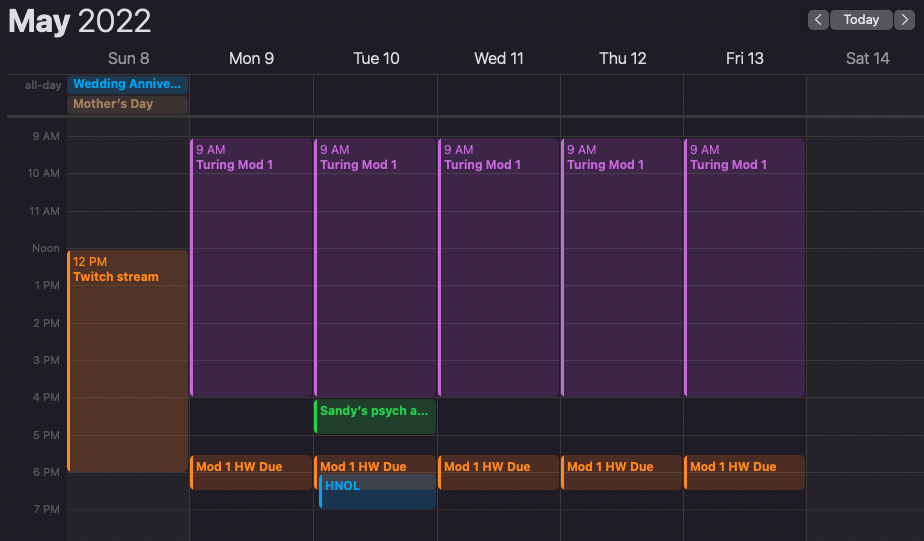 May 2022
< Today >
Sun 8 Mon 9 Tue 10 Wed 11 Thu 12 Fri 13 Sat 14
all-day
Wedding Annive...
Mother's Day
9 AM
10 AM
11 AM
Noon
1 PM
2 PM
3 PM
4 PM
5 PM
6 PM
7 PM
12 PM
Twitch stream
9 AM
Turing Mod 1
Mod 1 HW Due
9 AM
Turing Mod 1
Sandy's psych a...
Mod 1 HW Due
HNOL
9 AM
Turing Mod 1
Mod 1 HW Due
9 AM
Turing Mod 1
Mod 1 HW Due
9 AM
Turing Mod 1
Mod 1 HW Due